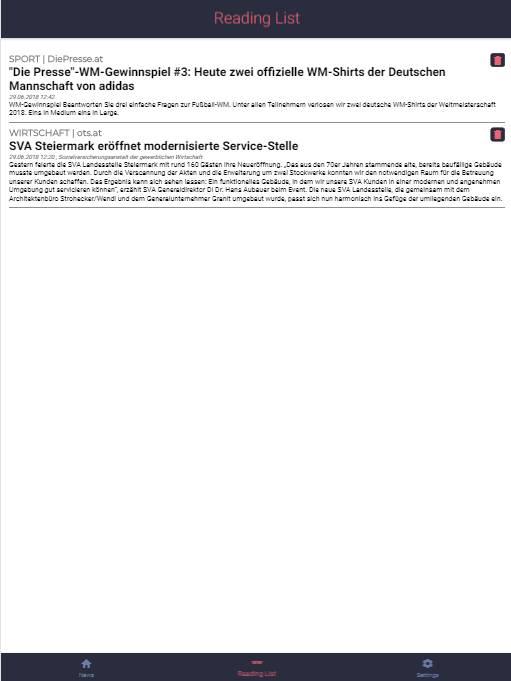 Reading List
SPORT | DiePresse.at
"Die Presse"-WM-Gewinnspiel #3: Heute zwei offizielle WM-Shirts der Deutschen
Mannschaft von adidas
29.06.2018 12:42
WM-Gewinnspiel Beantworten Sie drei einfache Fragen zur Fußball-WM. Unter allen Teilnehmern verlosen wir zwei deutsche WM-Shirts der Weltmeisterschaft
2018. Eins in Medium eins in Large.
WIRTSCHAFT | ots.at
SVA Steiermark eröffnet modernisierte Service-Stelle
29.06.2018 12:20 , Sozialversicherungsanstalt der gewerblichen Wirtschaft
Gestern feierte die SVA Landesstelle Steiermark mit rund 160 Gästen ihre Neueröffnung. „Das aus den 70er Jahren stammende alte, bereits baufällige Gebäude
musste umgebaut werden. Durch die Verscannung der Akten und die Erweiterung um zwei Stockwerke konnten wir den notwendigen Raum für die Betreuung
unserer Kunden schaffen. Das Ergebnis kann sich sehen lassen: Ein funktionelles Gebäude, in dem wir unsere SVA Kunden in einer modernen und angenehmen
Umgebung gut servicieren können", erzählt SVA Generaldirektor DI Dr. Hans Aubauer beim Event. Die neue SVA Landesstelle, die gemeinsam mit dem
Architektenbüro Strohecker/Wendl und dem Generalunternehmer Granit umgebaut wurde, passt sich nun harmonisch ins Gefüge der umliegenden Gebäude ein.
News
Reading List
Settings